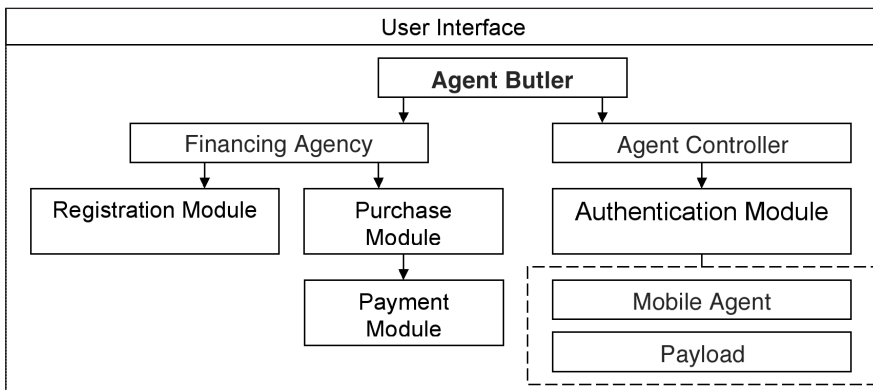 User Interface
Agent Butler
Financing Agency
Agent Controller
Registration Module
Purchase
Module
Authentication Module
Payment
Module
Mobile Agent
Payload